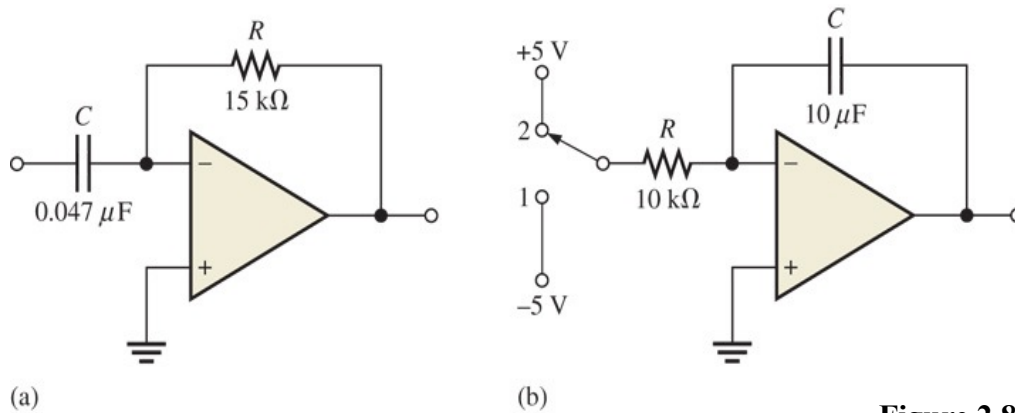 R
15 kΩ
C
0.047 μF
−
+
(a)
+5 V
2
1
−5 V
R
10 kΩ
C
10 μF
−
+
(b)
Figure 2.8